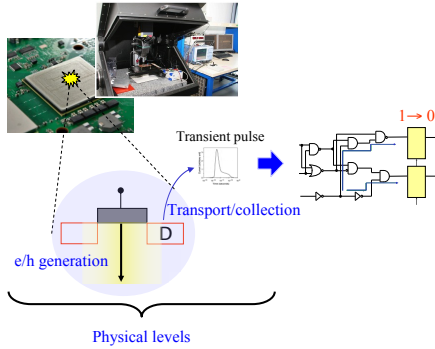 1→0
Transient pulse
Transport/collection
D
e/h generation
Physical levels